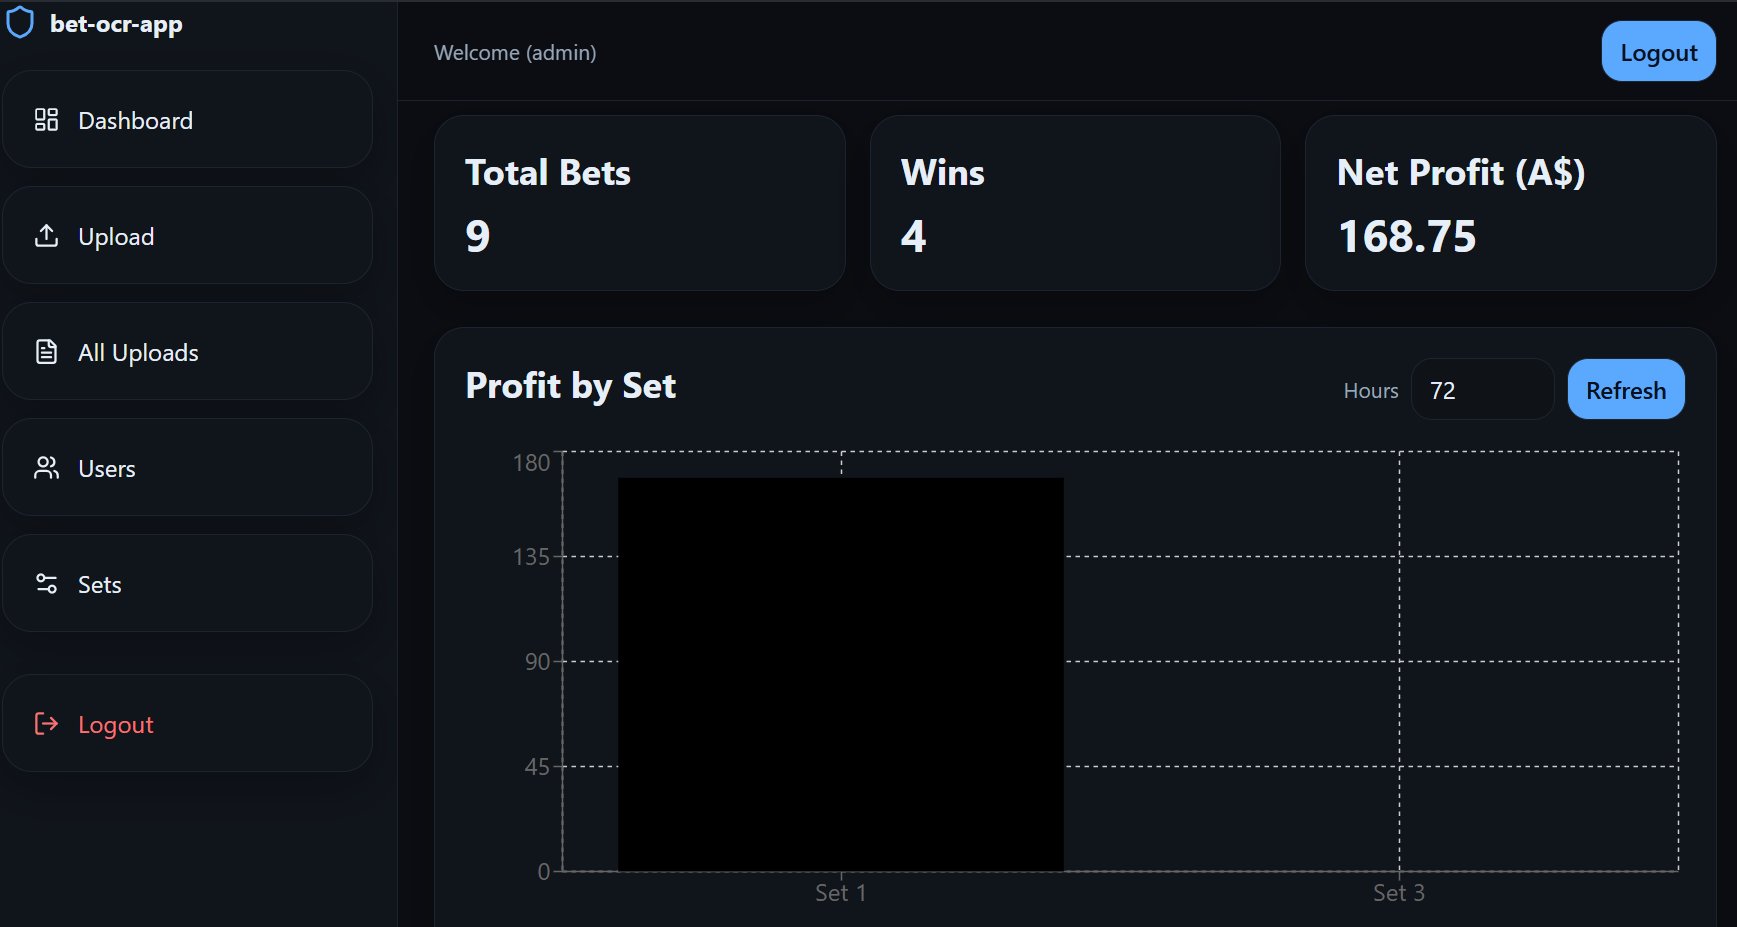 bet-ocr-app
Dashboard
Upload
All Uploads
Users
Sets
Logout
Welcome (admin)
Logout
Total Bets
9
Wins
4
Net Profit (A$)
168.75
Profit by Set
Hours
72
Refresh
180
135
90
45
0
Set 1
Set 3